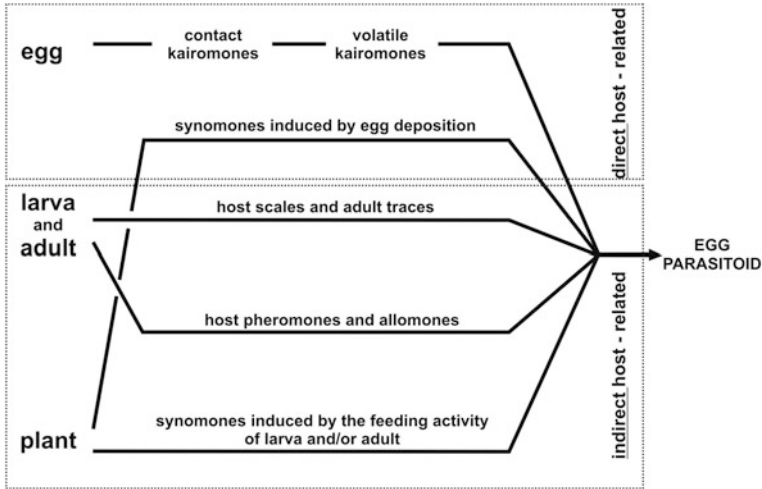 egg
contact
kairomones
volatile
kairomones
direct host - related
synomones induced by egg deposition
larva
and
adult
host scales and adult traces
EGG
PARASITOID
host pheromones and allomones
indirect host - related
plant
synomones induced by the feeding activity
of larva and/or adult